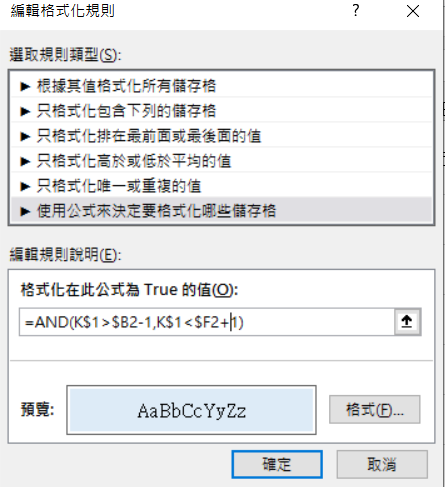 編輯格式化規則
? ×
選取規則類型(S):
► 根據其值格式化所有儲存格
► 只格式化包含下列的儲存格
► 只格式化排在最前面或最後面的值
► 只格式化高於或低於平均的值
► 只格式化唯一或重複的值
► 使用公式來決定要格式化哪些儲存格
編輯規則說明(E):
格式化在此公式為 True 的值(O):
=AND(K$1>$B2-1,K$1<$F2+1)
預覽: AaBbCcYyZz 格式(F)...
確定 取消